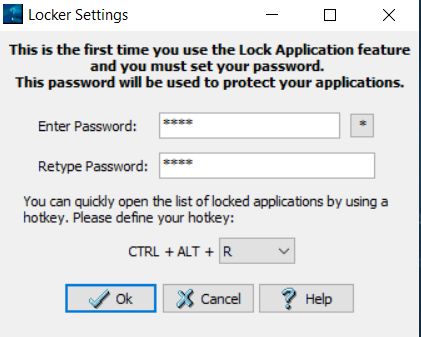 Locker Settings
This is the first time you use the Lock Application feature
and you must set your password.
This password will be used to protect your applications.
Enter Password: **** *
Retype Password: ****
You can quickly open the list of locked applications by using a
hotkey. Please define your hotkey:
CTRL + ALT + R
Ok Cancel Help